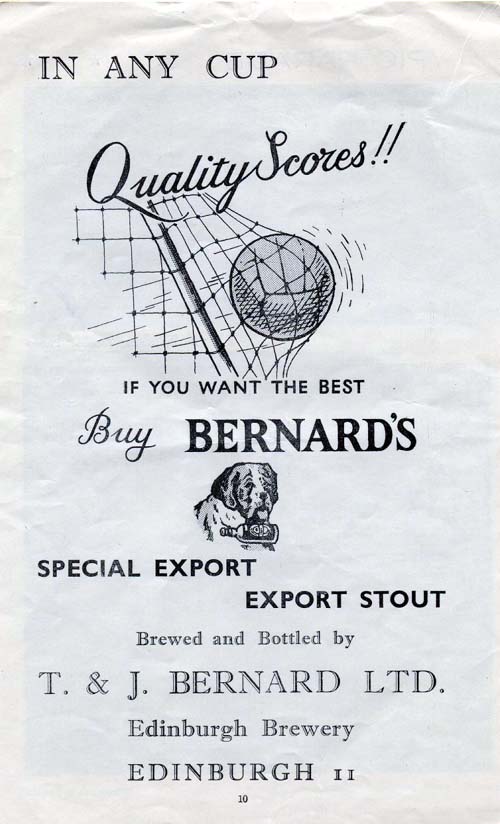 IN ANY CUP
Quality Scores!!
IF YOU WANT THE BEST
Buy BERNARD'S
SPECIAL EXPORT
EXPORT STOUT
Brewed and Bottled by
T. & J. BERNARD LTD.
Edinburgh Brewery
EDINBURGH 11
10